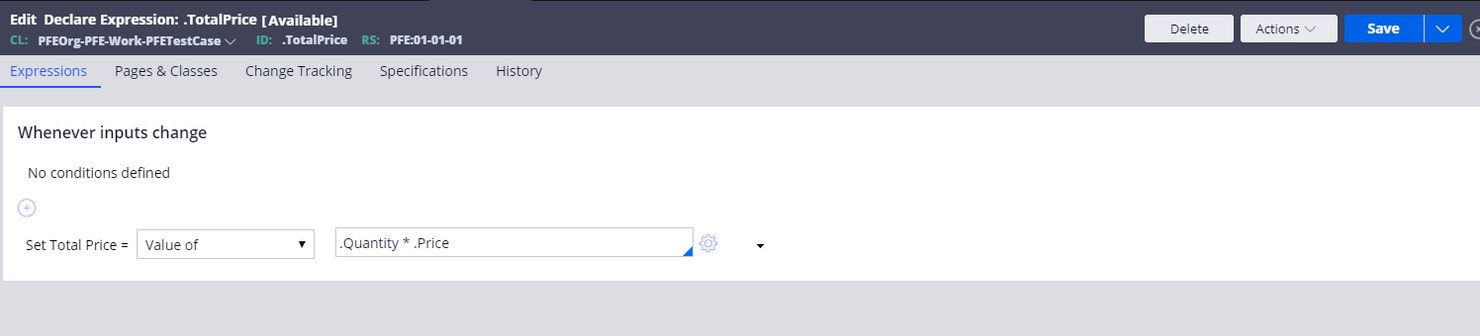 Edit Declare Expression: .TotalPrice [Available]
CL: PFEOrg-PFE-Work-PFETestCase ID: .TotalPrice RS: PFE:01-01-01
Delete Actions Save
Expressions Pages & Classes Change Tracking Specifications History
Whenever inputs change
No conditions defined
Set Total Price = Value of .Quantity * .Price